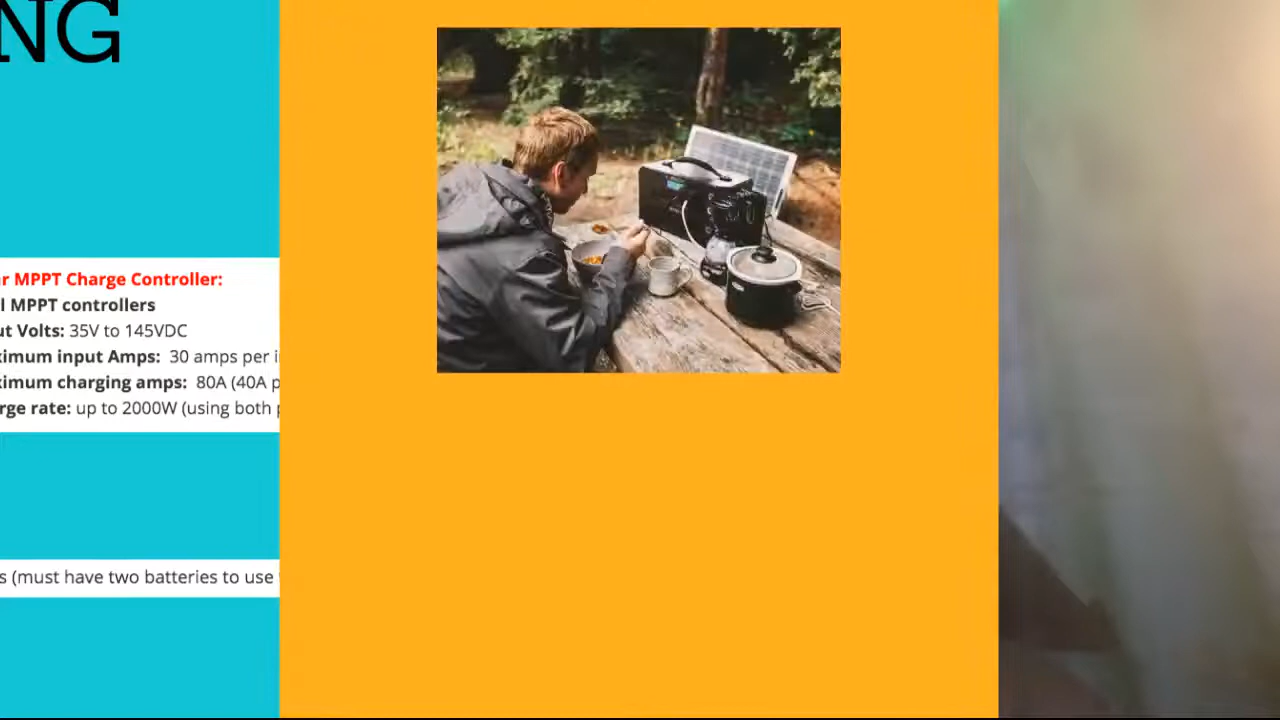 NG
r MPPT Charge Controller:
l MPPT controllers
ut Volts: 35V to 145VDC
ximum input Amps: 30 amps per i
ximum charging amps: 80A (40A p
rge rate: up to 2000W (using both p
s (must have two batteries to use